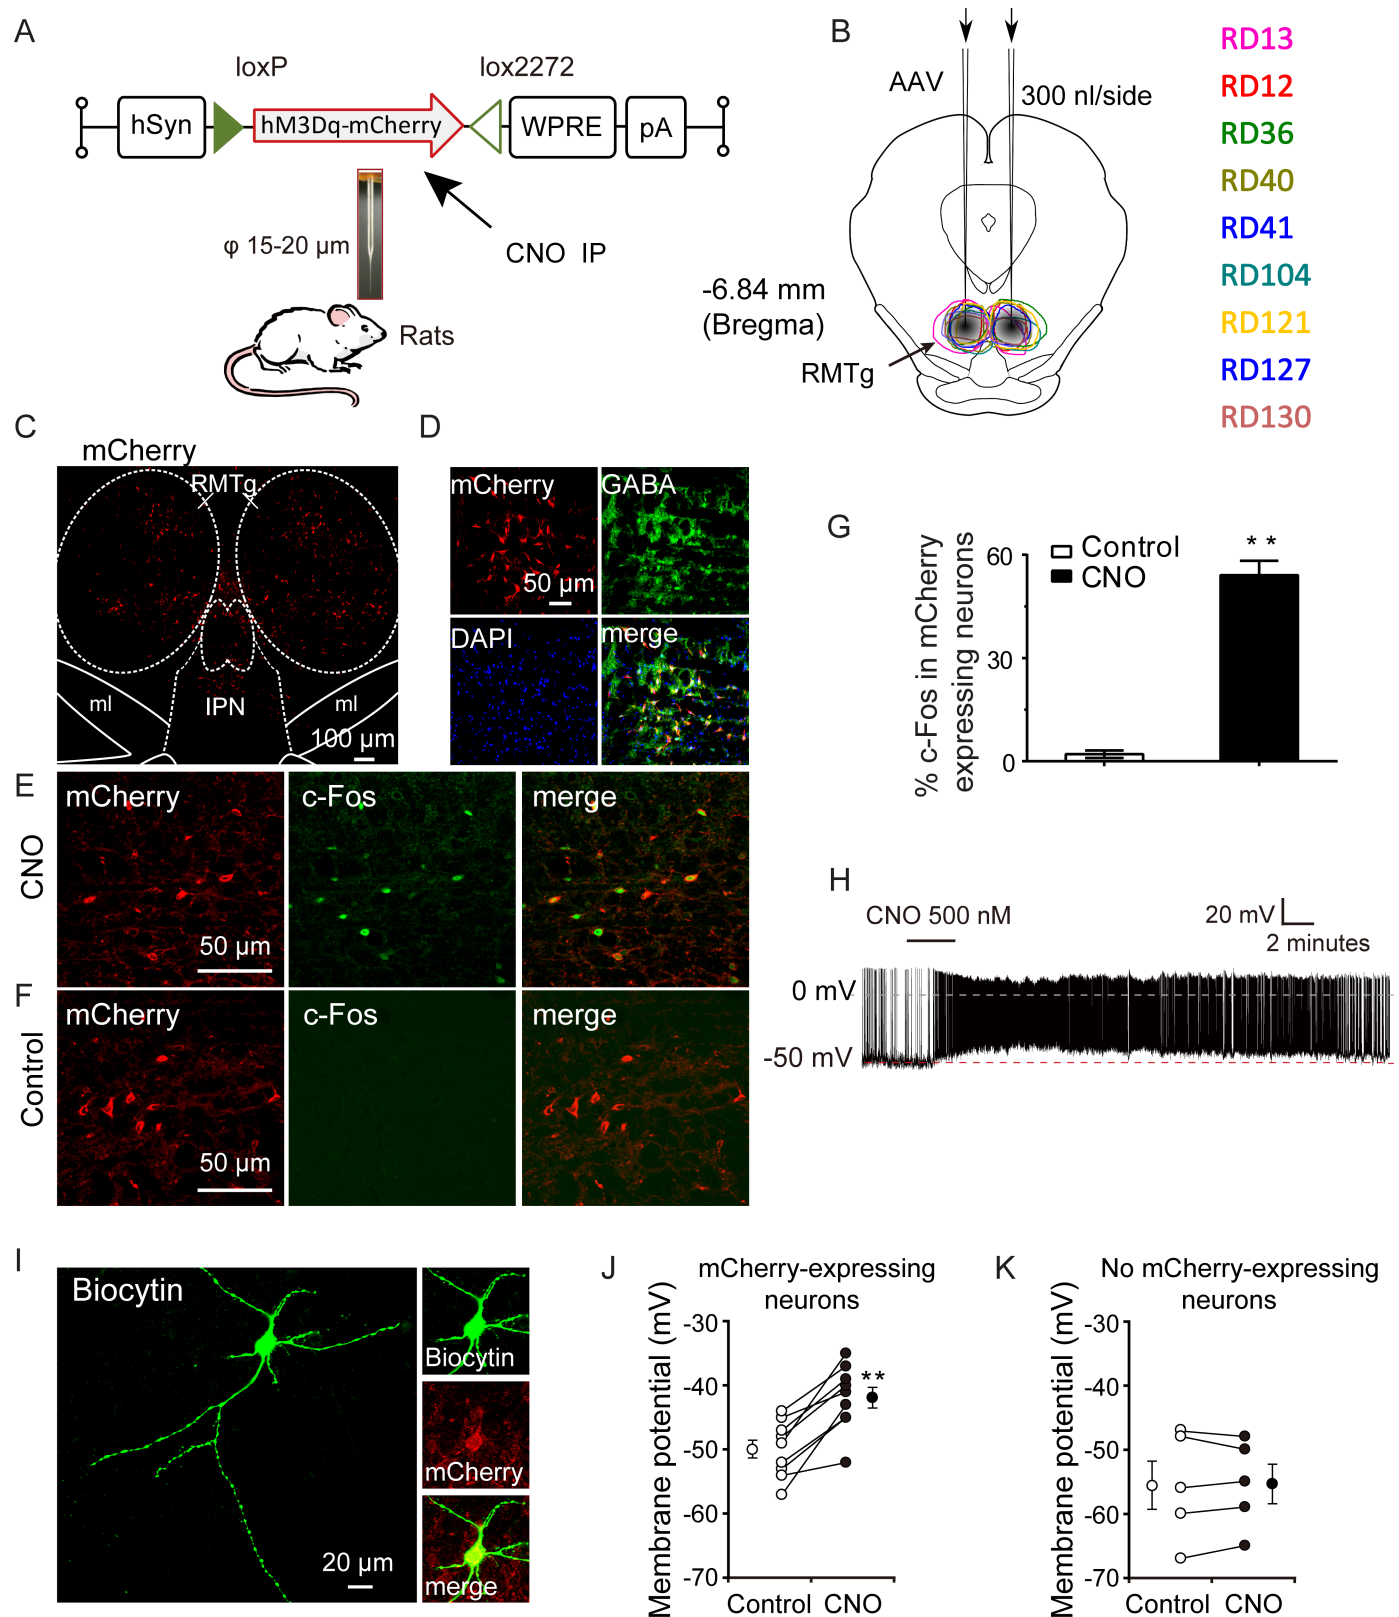 A
loxP
lox2272
hSyn
hM3Dq-mCherry
WPRE
pA
φ 15-20 µm
CNO IP
Rats
B
AAV
300 nl/side
-6.84 mm
(Bregma)
RMTg
RD13
RD12
RD36
RD40
RD41
RD104
RD121
RD127
RD130
C
mCherry
RMTg
IPN
ml
ml
100 µm
D
mCherry
GABA
50 µm
DAPI
merge
E
CNO
mCherry
c-Fos
merge
50 µm
F
Control
mCherry
c-Fos
merge
50 µm
G
% c-Fos in mCherry
expressing neurons
60
30
0
Control
CNO
**
H
CNO 500 nM
20 mV
2 minutes
0 mV
-50 mV
I
Biocytin
20 µm
Biocytin
mCherry
merge
J
mCherry-expressing
neurons
Membrane potential (mV)
-30
-40
-50
-60
-70
**
Control
CNO
K
No mCherry-expressing
neurons
Membrane potential (mV)
-30
-40
-50
-60
-70
Control
CNO